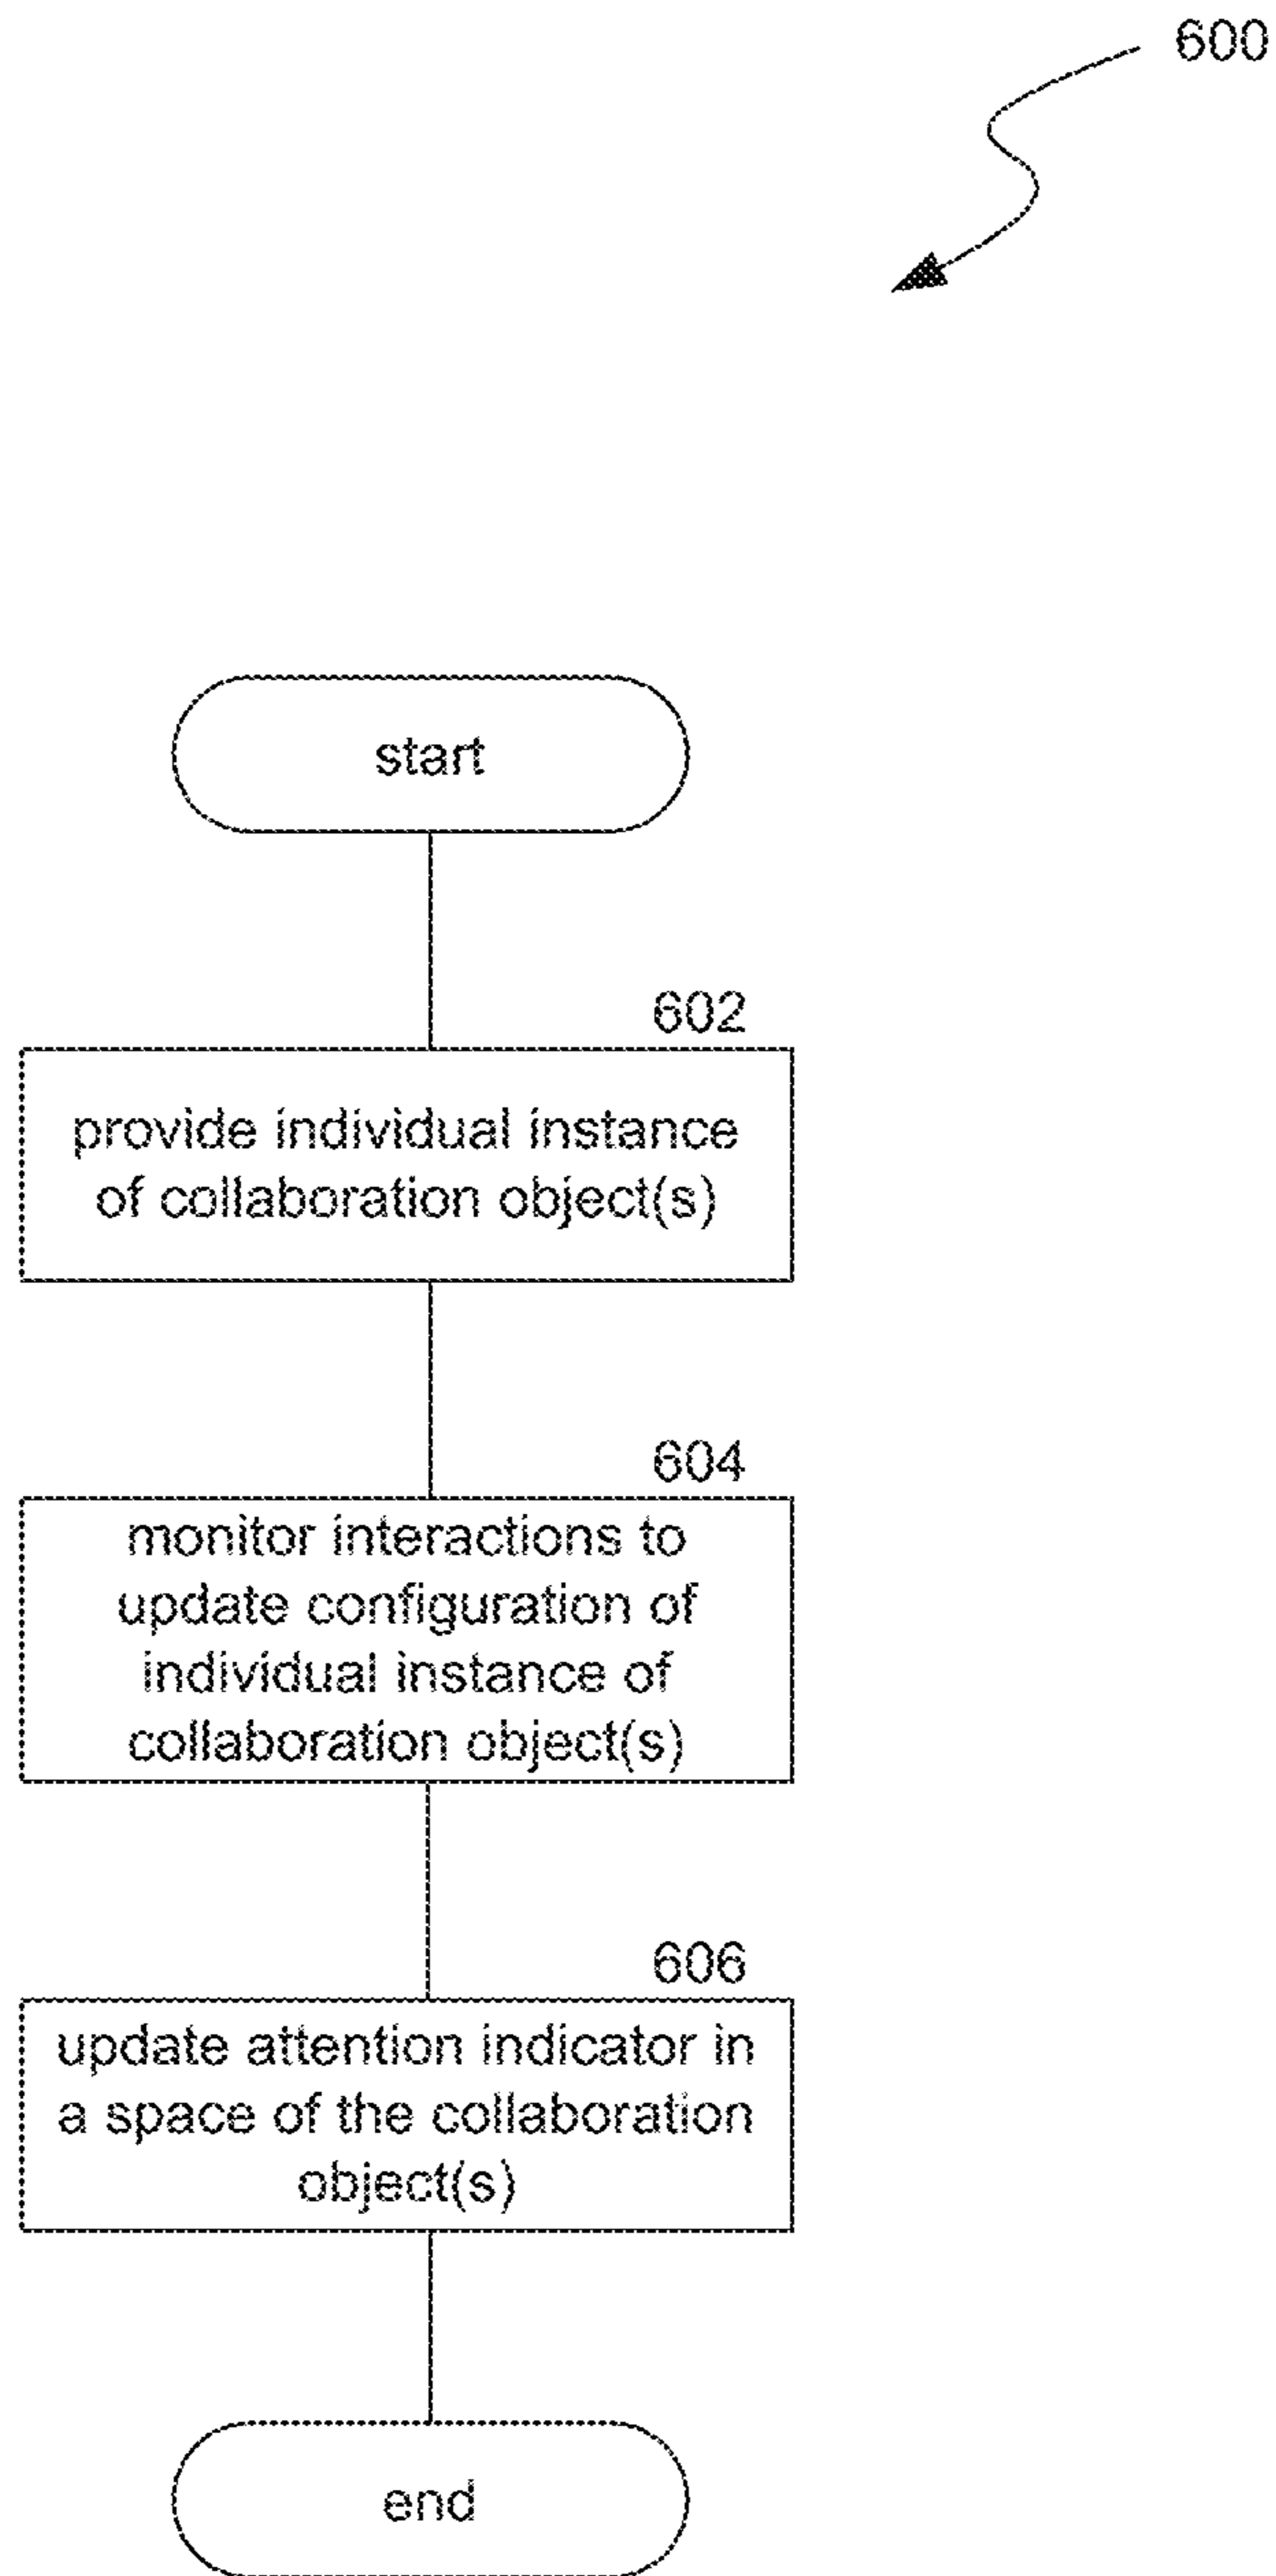 600
start
602
provide individual instance
of collaboration object(s)
604
monitor interactions to
update configuration of
individual instance of
collaboration object(s)
606
update attention indicator in
a space of the collaboration
object(s)
end